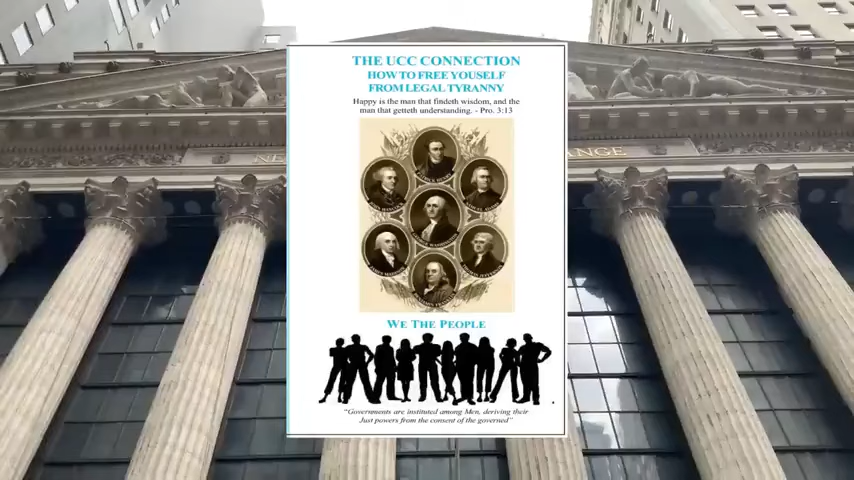 THE UCC CONNECTION
HOW TO FREE YOUSELF
FROM LEGAL TYRANNY
Happy is the man that findeth wisdom, and the
man that getteth understanding. - Pro. 3:13
WE THE PEOPLE
"Governments are instituted among Men, deriving their
Just powers from the consent of the governed"